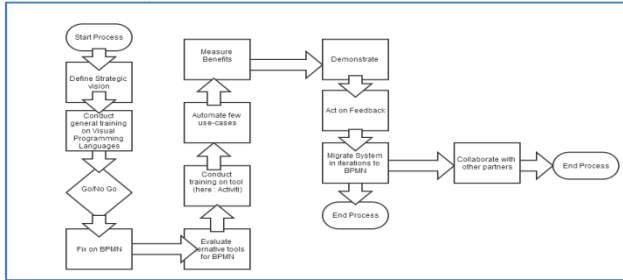 Start Process
Define Strategic
vision
Conduct
general training
on Visual
Programming
Languages
Go/No Go
Fix on BPMN
Evaluate
ternative tools
for BPMN
Conduct
training on tool
(here : Activiti)
Automate few
use-cases
Measure
Benefits
Demonstrate
Act on Feedback
Migrate System
in iterations to
BPMN
End Process
Collaborate with
other partners
End Process